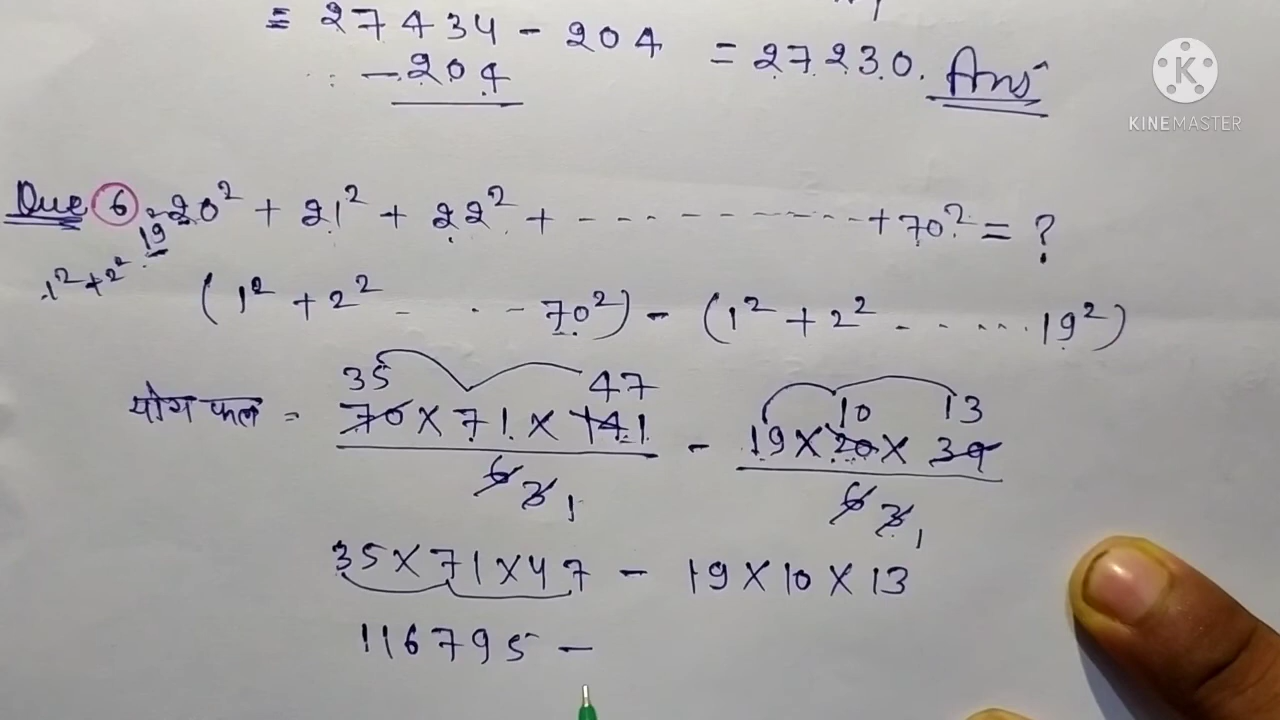 = 27434 - 204 = 27230. Ans
- 204
KINEMASTER
Que 6 20² + 21² + 22² + - - - - - - - - - + 70² = ?
1² + 2² 19²
(1² + 2² - - - 70²) - (1² + 2² - - - - - 19²)
35 47 10 13
योगफल = 70 × 71 × 141 - 19 × 20 × 39
6 3 1 6 3 1
35 × 71 × 47 - 19 × 10 × 13
116795 -